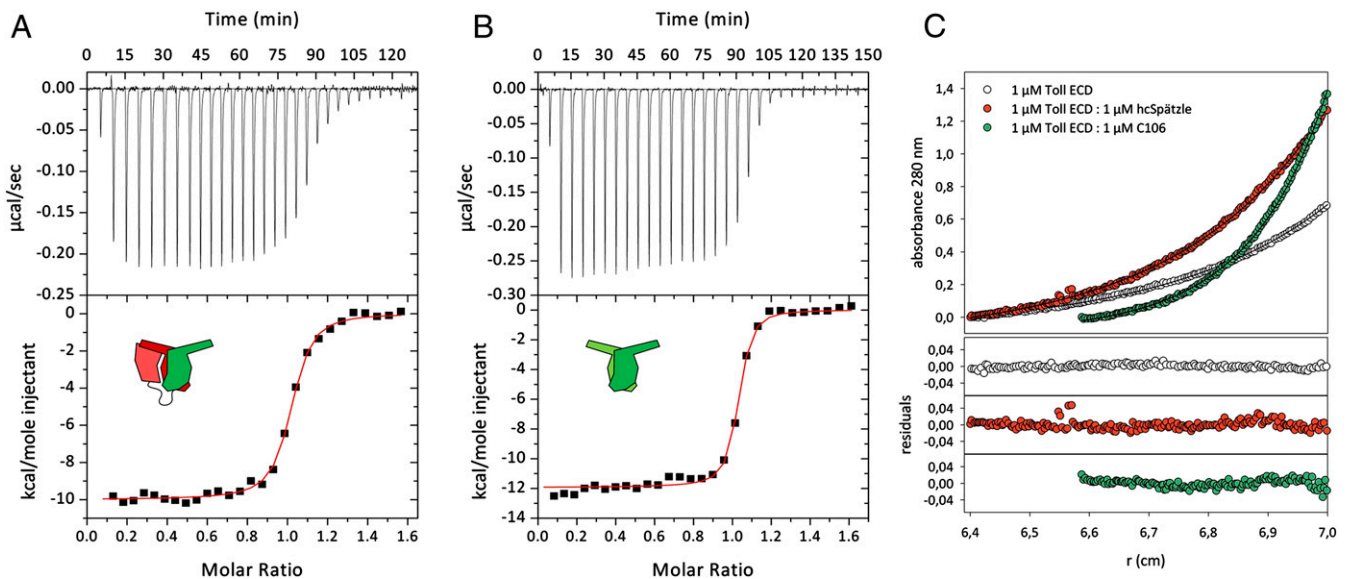 A
Time (min)
0 15 30 45 60 75 90 105 120
0.00
-0.05
-0.10
-0.15
-0.20
-0.25
µcal/sec
0
-2
-4
-6
-8
-10
kcal/mole injectant
0.0 0.2 0.4 0.6 0.8 1.0 1.2 1.4 1.6
Molar Ratio
B
Time (min)
0 15 30 45 60 75 90 105 120 135 150
0.00
-0.05
-0.10
-0.15
-0.20
-0.25
-0.30
µcal/sec
0
-2
-4
-6
-8
-10
-12
-14
kcal/mole injectant
0.0 0.2 0.4 0.6 0.8 1.0 1.2 1.4 1.6
Molar Ratio
C
1 µM Toll ECD
1 µM Toll ECD : 1 µM hcSpätzle
1 µM Toll ECD : 1 µM C106
1,4
1,2
1,0
0,8
0,6
0,4
0,2
0,0
absorbance 280 nm
0,04
0,00
-0,04
0,04
0,00
-0,04
0,04
0,00
-0,04
residuals
6,4 6,5 6,6 6,7 6,8 6,9 7,0
r (cm)